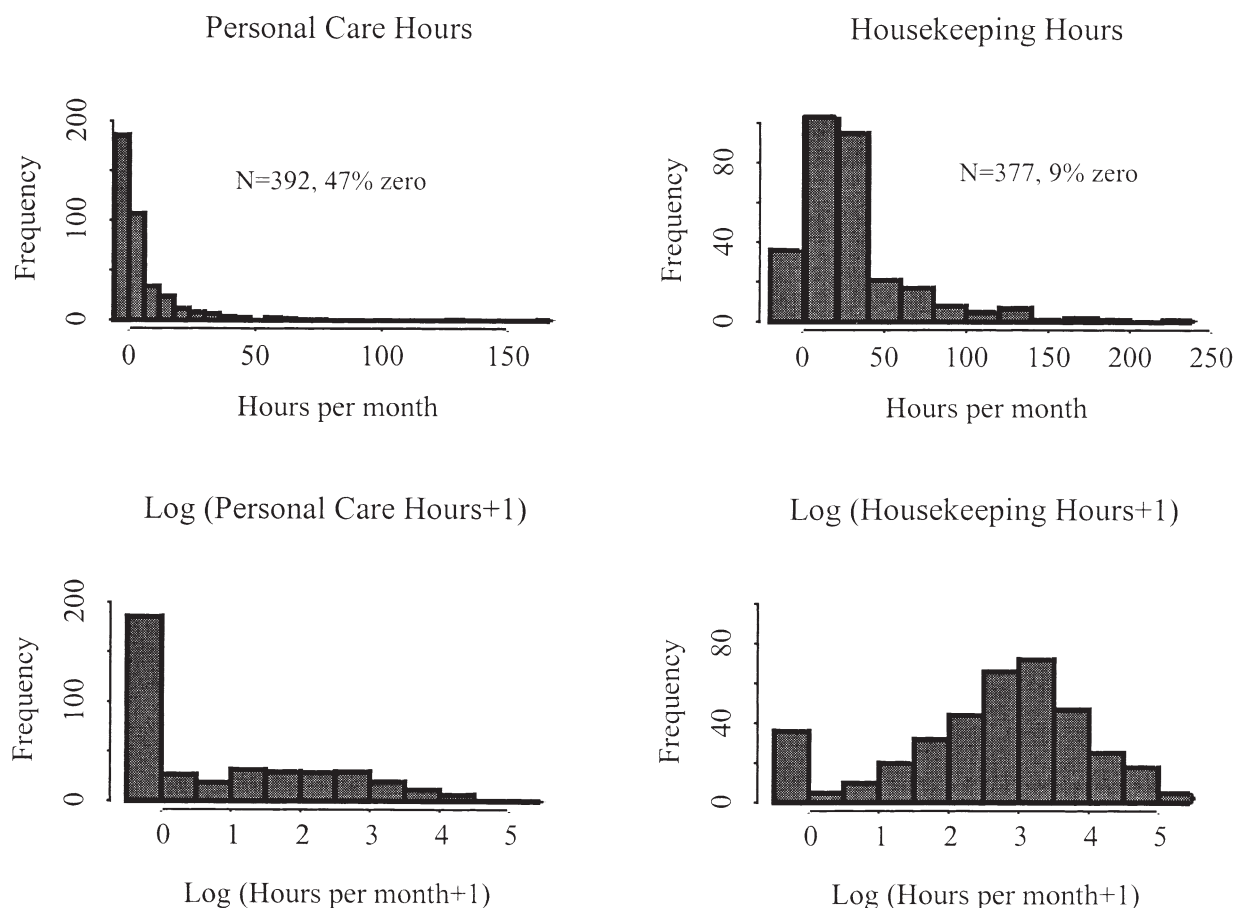 Personal Care Hours
Frequency
0 100 200
N=392, 47% zero
0 50 100 150
Hours per month
Housekeeping Hours
Frequency
0 40 80
N=377, 9% zero
0 50 100 150 200 250
Hours per month
Log (Personal Care Hours+1)
Frequency
0 100 200
0 1 2 3 4 5
Log (Hours per month+1)
Log (Housekeeping Hours+1)
Frequency
0 40 80
0 1 2 3 4 5
Log (Hours per month+1)